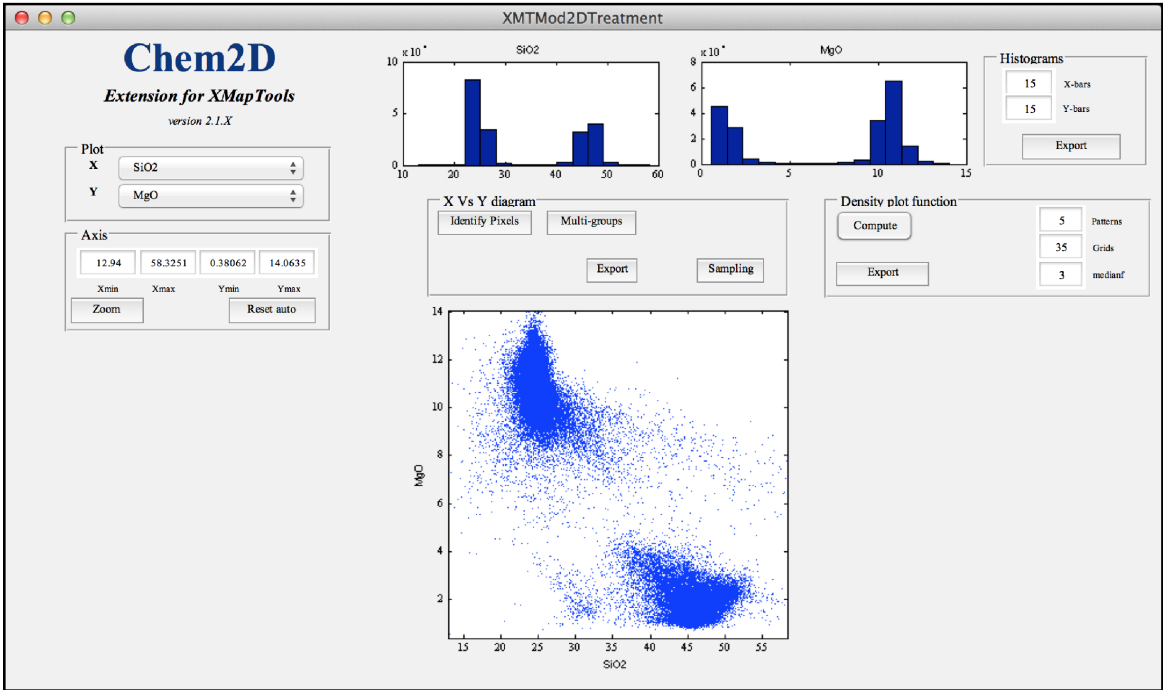 XMTMod2DTreatment
Chem2D
Extension for XMapTools
version 2.1.X
Plot
X SiO2
Y MgO
Axis
12.94 58.3251 0.38062 14.0635
Xmin Xmax Ymin Ymax
Zoom Reset auto
x 10
SiO2
10
5
0
10 20 30 40 50 60
x 10
MgO
8
6
4
2
0
0 5 10 15
Histograms
15 X-bars
15 Y-bars
Export
X Vs Y diagram
Identify Pixels Multi-groups
Export Sampling
Density plot function
Compute
Export
5 Patterns
35 Grids
3 medianf
14
12
10
8
6
4
2
MgO
15 20 25 30 35 40 45 50 55
SiO2